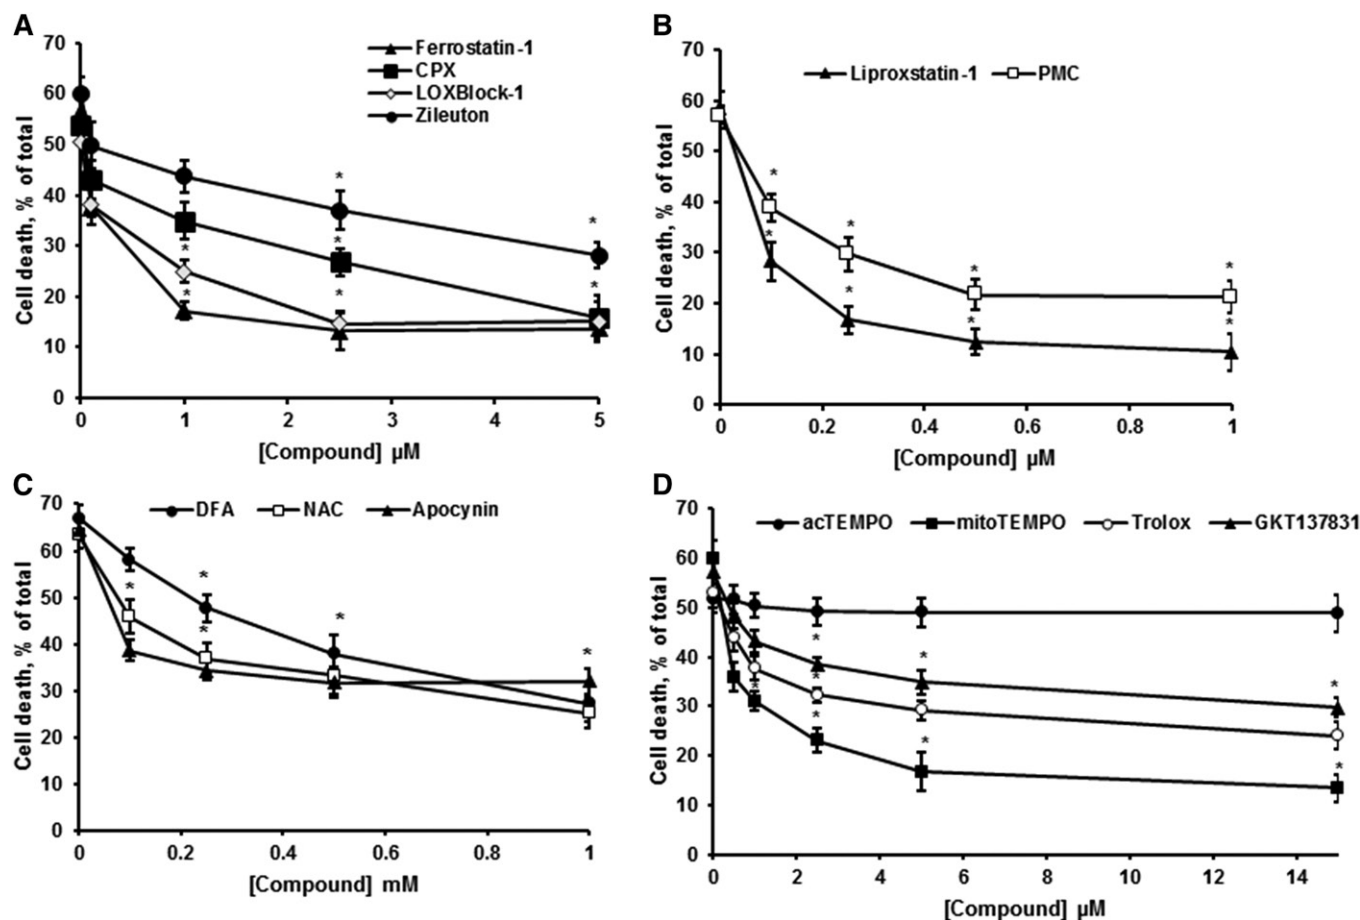 A
70
60
50
40
30
20
10
0
Cell death, % of total
Ferrostatin-1
CPX
LOXBlock-1
Zileuton
* * * * * * *
0 1 2 3 4 5
[Compound] µM
B
70
60
50
40
30
20
10
0
Cell death, % of total
Liproxstatin-1 PMC
* * * * * * * *
0 0.2 0.4 0.6 0.8 1
[Compound] µM
C
70
60
50
40
30
20
10
0
Cell death, % of total
DFA NAC Apocynin
* * * * *
0 0.2 0.4 0.6 0.8 1
[Compound] mM
D
70
60
50
40
30
20
10
0
Cell death, % of total
acTEMPO mitoTEMPO Trolox GKT137831
* * * * * * * *
0 2 4 6 8 10 12 14
[Compound] µM